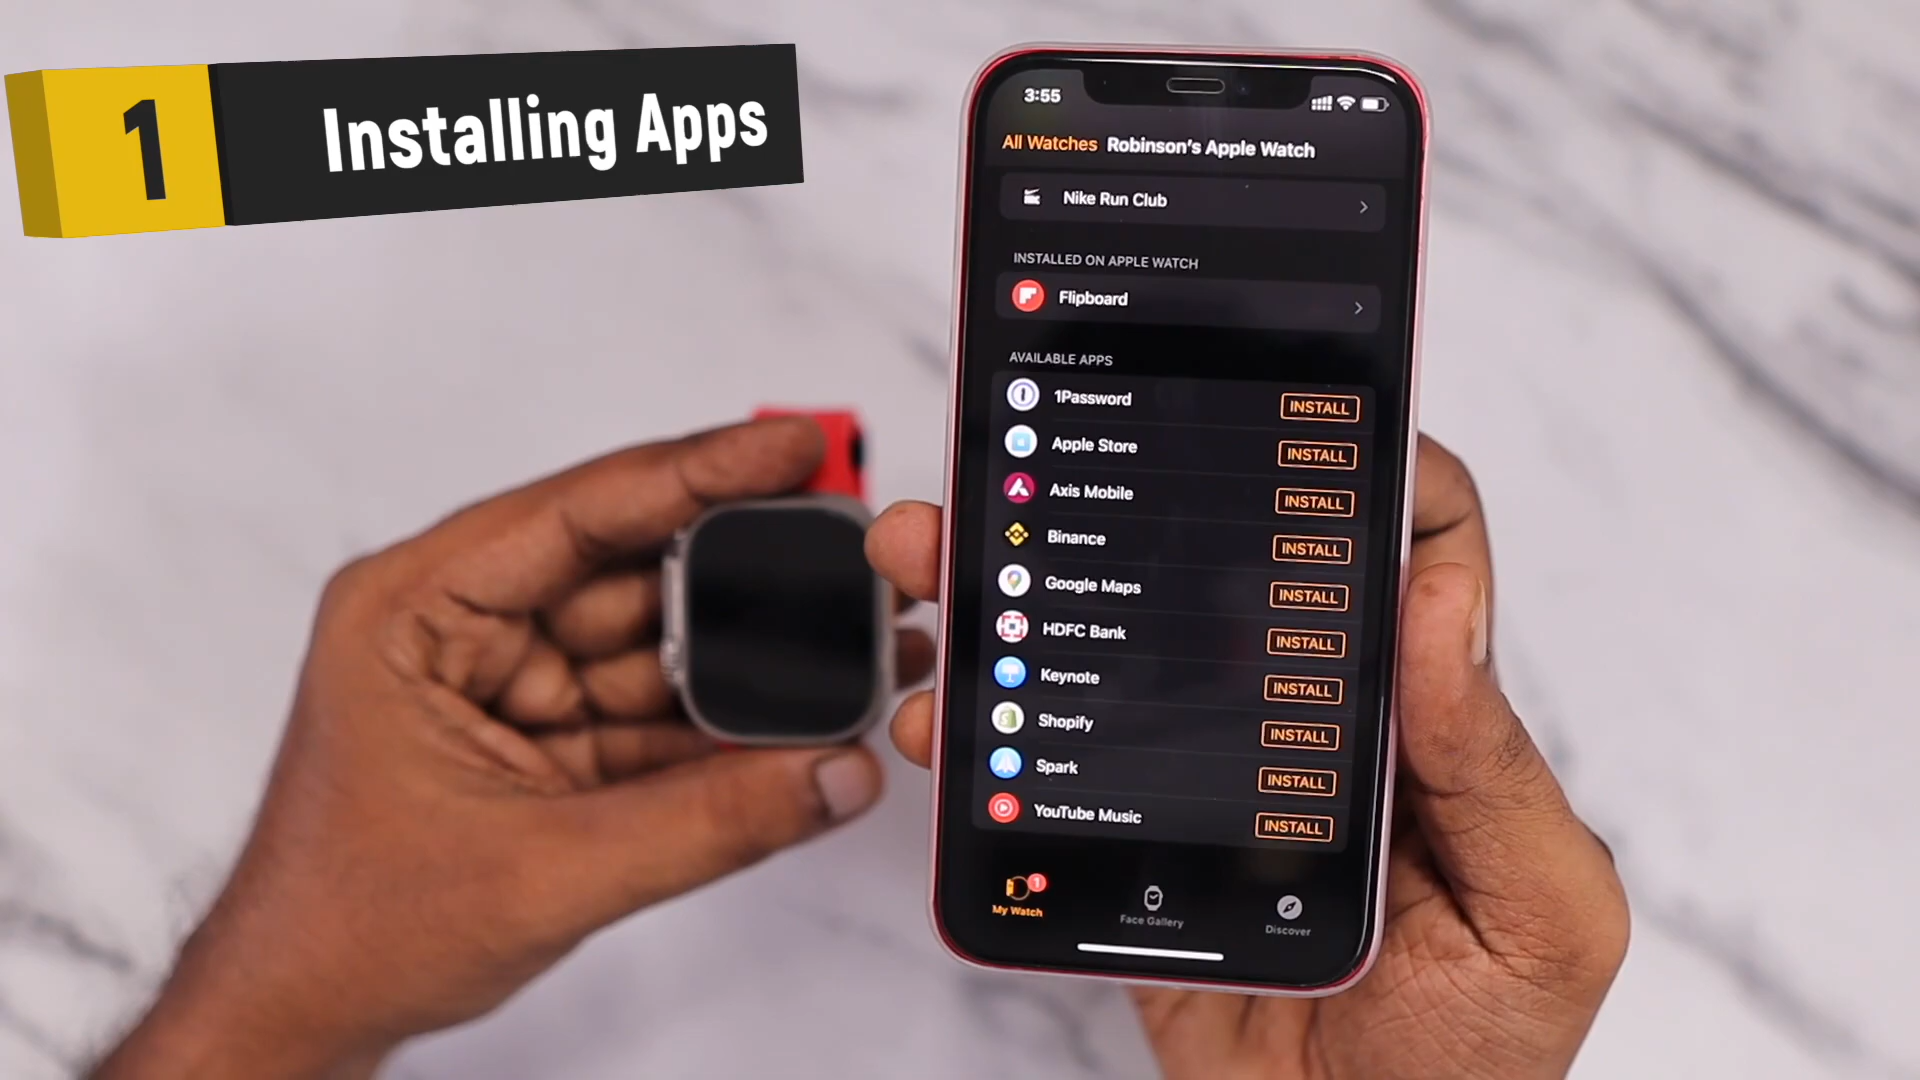 1 Installing Apps
3:55
All Watches Robinson's Apple Watch
Nike Run Club
INSTALLED ON APPLE WATCH
Flipboard
AVAILABLE APPS
1Password INSTALL
Apple Store INSTALL
Axis Mobile INSTALL
Binance INSTALL
Google Maps INSTALL
HDFC Bank INSTALL
Keynote INSTALL
Shopify INSTALL
Spark INSTALL
YouTube Music INSTALL
1
My Watch Face Gallery Discover